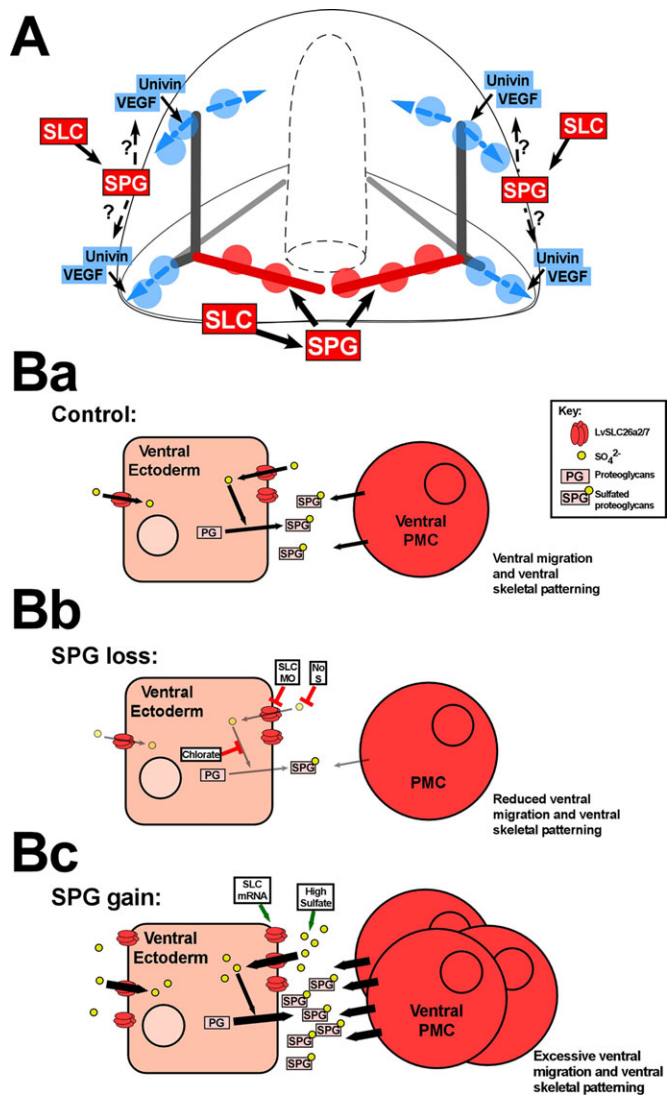 A
Univin
VEGF
Univin
VEGF
SLC
SLC
?
?
SPG
SPG
?
?
Univin
VEGF
Univin
VEGF
SLC
SPG
Ba
Control:
Ventral
Ectoderm
PG
SPG
SPG
SPG
Ventral
PMC
Key:
LvSLC26a2/7
SO₄²⁻
PG Proteoglycans
SPG Sulfated
proteoglycans
Ventral migration
and ventral
skeletal patterning
Bb
SPG loss:
SLC
MO
No
S
Ventral
Ectoderm
Chlorate
PG
SPG
PMC
Reduced ventral
migration and ventral
skeletal patterning
Bc
SPG gain:
SLC
mRNA
High
Sulfate
Ventral
Ectoderm
PG
SPG
SPG
SPG
SPG
SPG
SPG
Ventral
PMC
Excessive ventral
migration and ventral
skeletal patterning